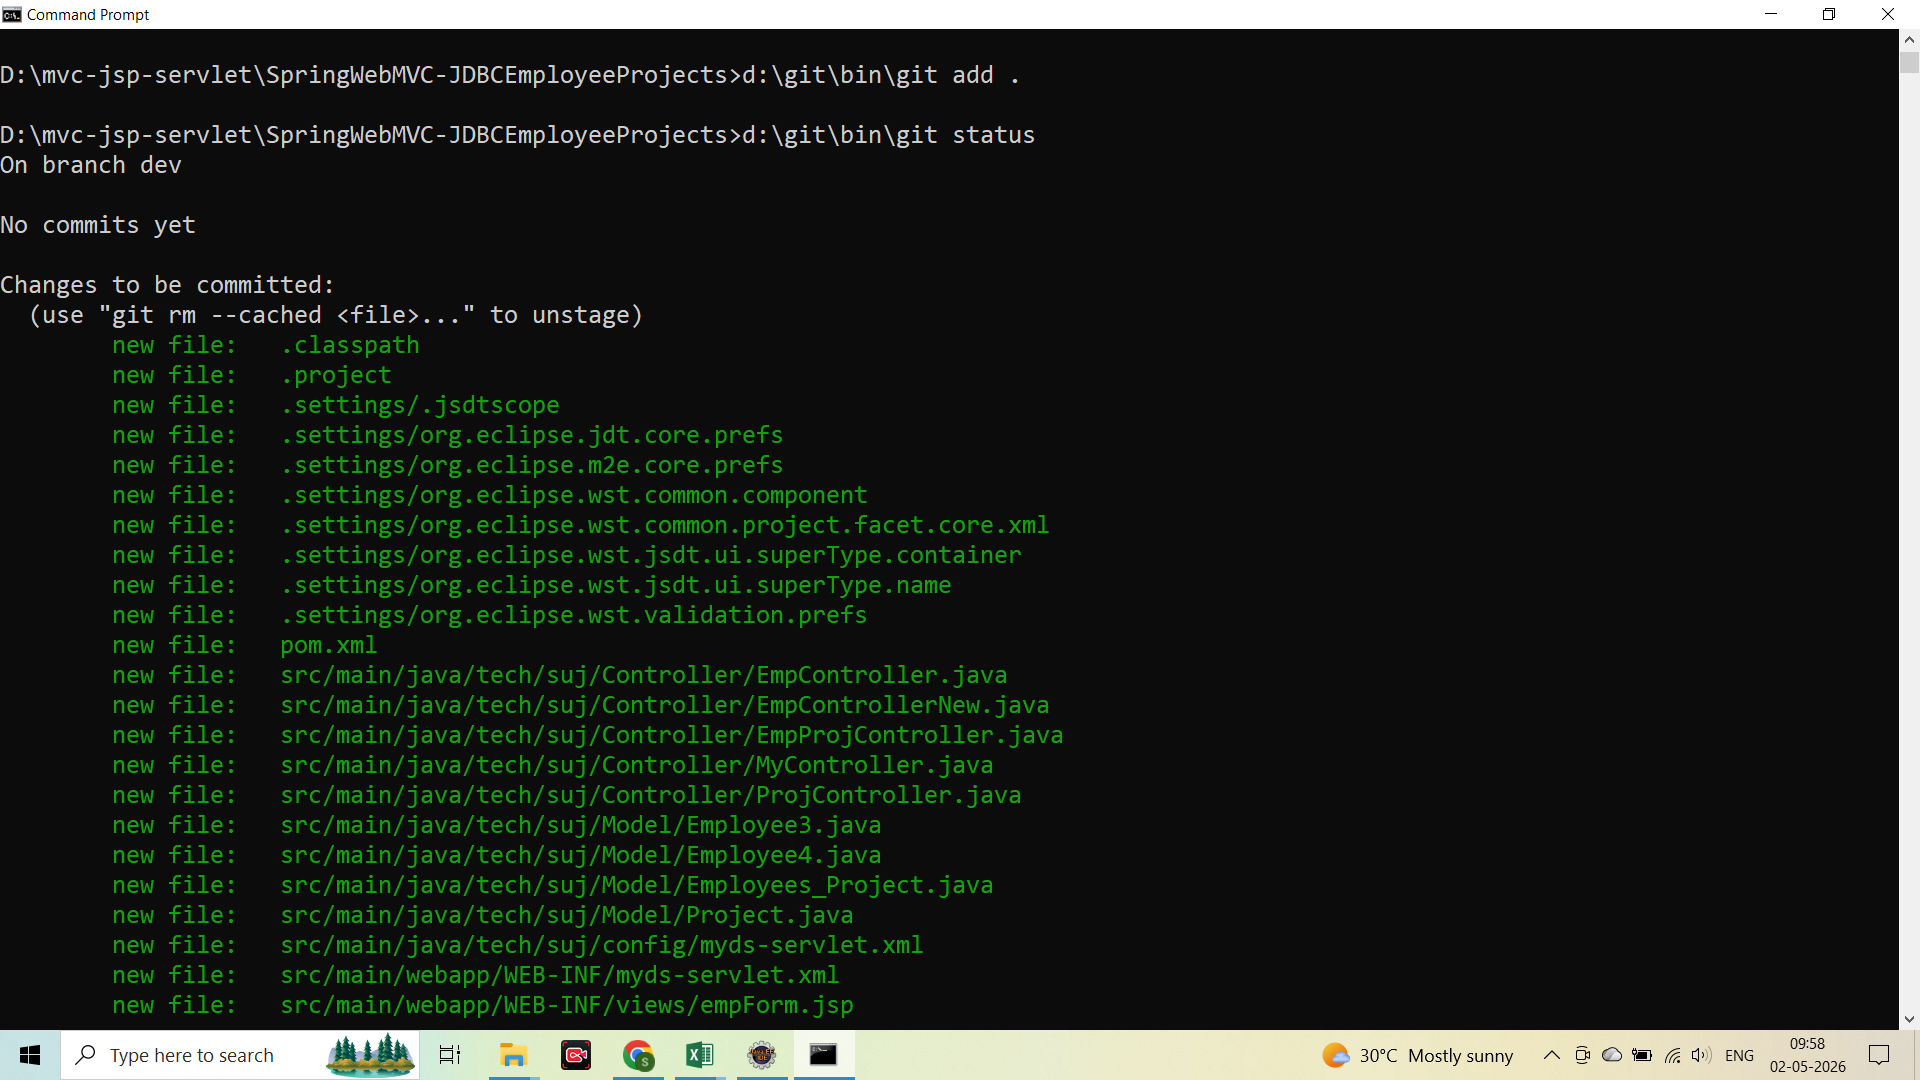 Command Prompt
D:\mvc-jsp-servlet\SpringWebMVC-JDBCEmployeeProjects>d:\git\bin\git add .
D:\mvc-jsp-servlet\SpringWebMVC-JDBCEmployeeProjects>d:\git\bin\git status
On branch dev
No commits yet
Changes to be committed:
  (use "git rm --cached <file>..." to unstage)
        new file:   .classpath
        new file:   .project
        new file:   .settings/.jsdtscope
        new file:   .settings/org.eclipse.jdt.core.prefs
        new file:   .settings/org.eclipse.m2e.core.prefs
        new file:   .settings/org.eclipse.wst.common.component
        new file:   .settings/org.eclipse.wst.common.project.facet.core.xml
        new file:   .settings/org.eclipse.wst.jsdt.ui.superType.container
        new file:   .settings/org.eclipse.wst.jsdt.ui.superType.name
        new file:   .settings/org.eclipse.wst.validation.prefs
        new file:   pom.xml
        new file:   src/main/java/tech/suj/Controller/EmpController.java
        new file:   src/main/java/tech/suj/Controller/EmpControllerNew.java
        new file:   src/main/java/tech/suj/Controller/EmpProjController.java
        new file:   src/main/java/tech/suj/Controller/MyController.java
        new file:   src/main/java/tech/suj/Controller/ProjController.java
        new file:   src/main/java/tech/suj/Model/Employee3.java
        new file:   src/main/java/tech/suj/Model/Employee4.java
        new file:   src/main/java/tech/suj/Model/Employees_Project.java
        new file:   src/main/java/tech/suj/Model/Project.java
        new file:   src/main/java/tech/suj/config/myds-servlet.xml
        new file:   src/main/webapp/WEB-INF/myds-servlet.xml
        new file:   src/main/webapp/WEB-INF/views/empForm.jsp
Type here to search
30°C Mostly sunny
ENG
09:58
02-05-2026